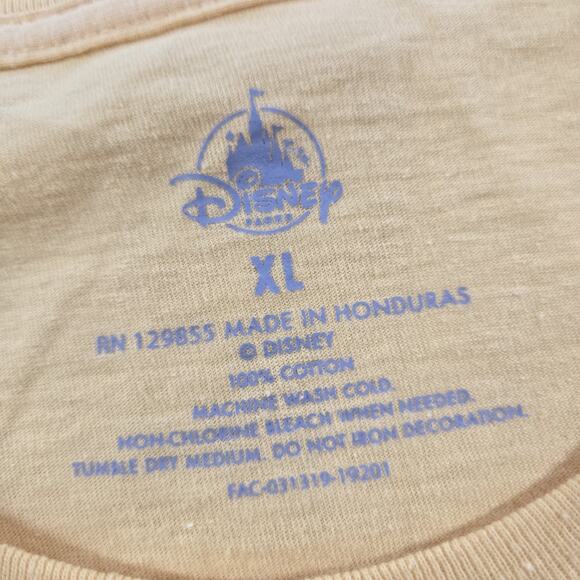 Disney
PARKS
XL
RN 129855 MADE IN HONDURAS
© DISNEY
100% COTTON
MACHINE WASH COLD.
NON-CHLORINE BLEACH WHEN NEEDED.
TUMBLE DRY MEDIUM. DO NOT IRON DECORATION.
FAC-031319-19201